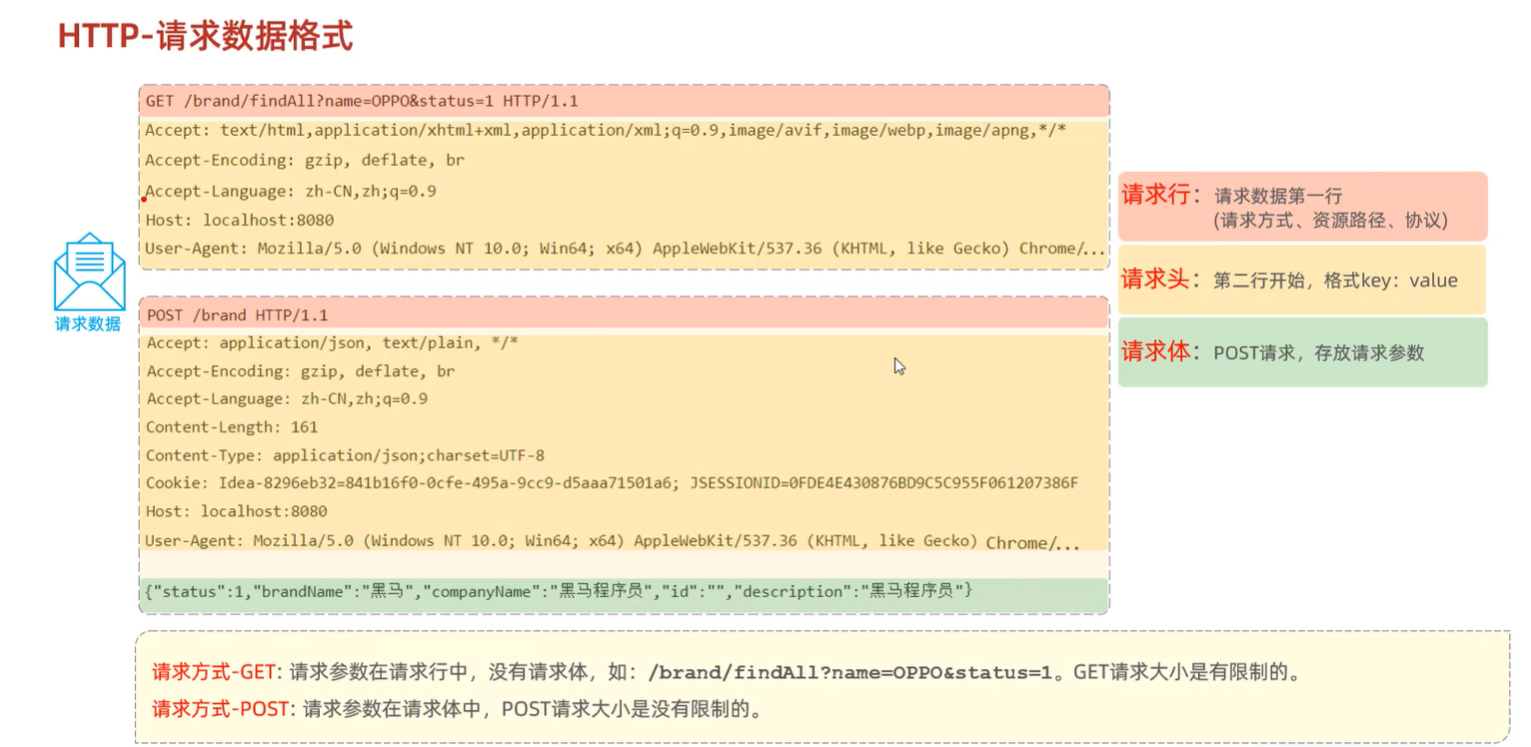 HTTP-请求数据格式
GET /brand/findAll?name=OPPO&status=1 HTTP/1.1
Accept: text/html,application/xhtml+xml,application/xml;q=0.9,image/avif,image/webp,image/apng,*/*
Accept-Encoding: gzip, deflate, br
Accept-Language: zh-CN,zh;q=0.9
Host: localhost:8080
User-Agent: Mozilla/5.0 (Windows NT 10.0; Win64; x64) AppleWebKit/537.36 (KHTML, like Gecko) Chrome/...
请求数据
POST /brand HTTP/1.1
Accept: application/json, text/plain, */*
Accept-Encoding: gzip, deflate, br
Accept-Language: zh-CN,zh;q=0.9
Content-Length: 161
Content-Type: application/json;charset=UTF-8
Cookie: Idea-8296eb32=841b16f0-0cfe-495a-9cc9-d5aaa71501a6; JSESSIONID=0FDE4E430876BD9C5C955F061207386F
Host: localhost:8080
User-Agent: Mozilla/5.0 (Windows NT 10.0; Win64; x64) AppleWebKit/537.36 (KHTML, like Gecko) Chrome/...
{"status":1,"brandName":"黑马","companyName":"黑马程序员","id":"","description":"黑马程序员"}
请求行：请求数据第一行
(请求方式、资源路径、协议)
请求头：第二行开始，格式key：value
请求体：POST请求，存放请求参数
请求方式-GET: 请求参数在请求行中，没有请求体，如：/brand/findAll?name=OPPO&status=1。GET请求大小是有限制的。
请求方式-POST: 请求参数在请求体中，POST请求大小是没有限制的。